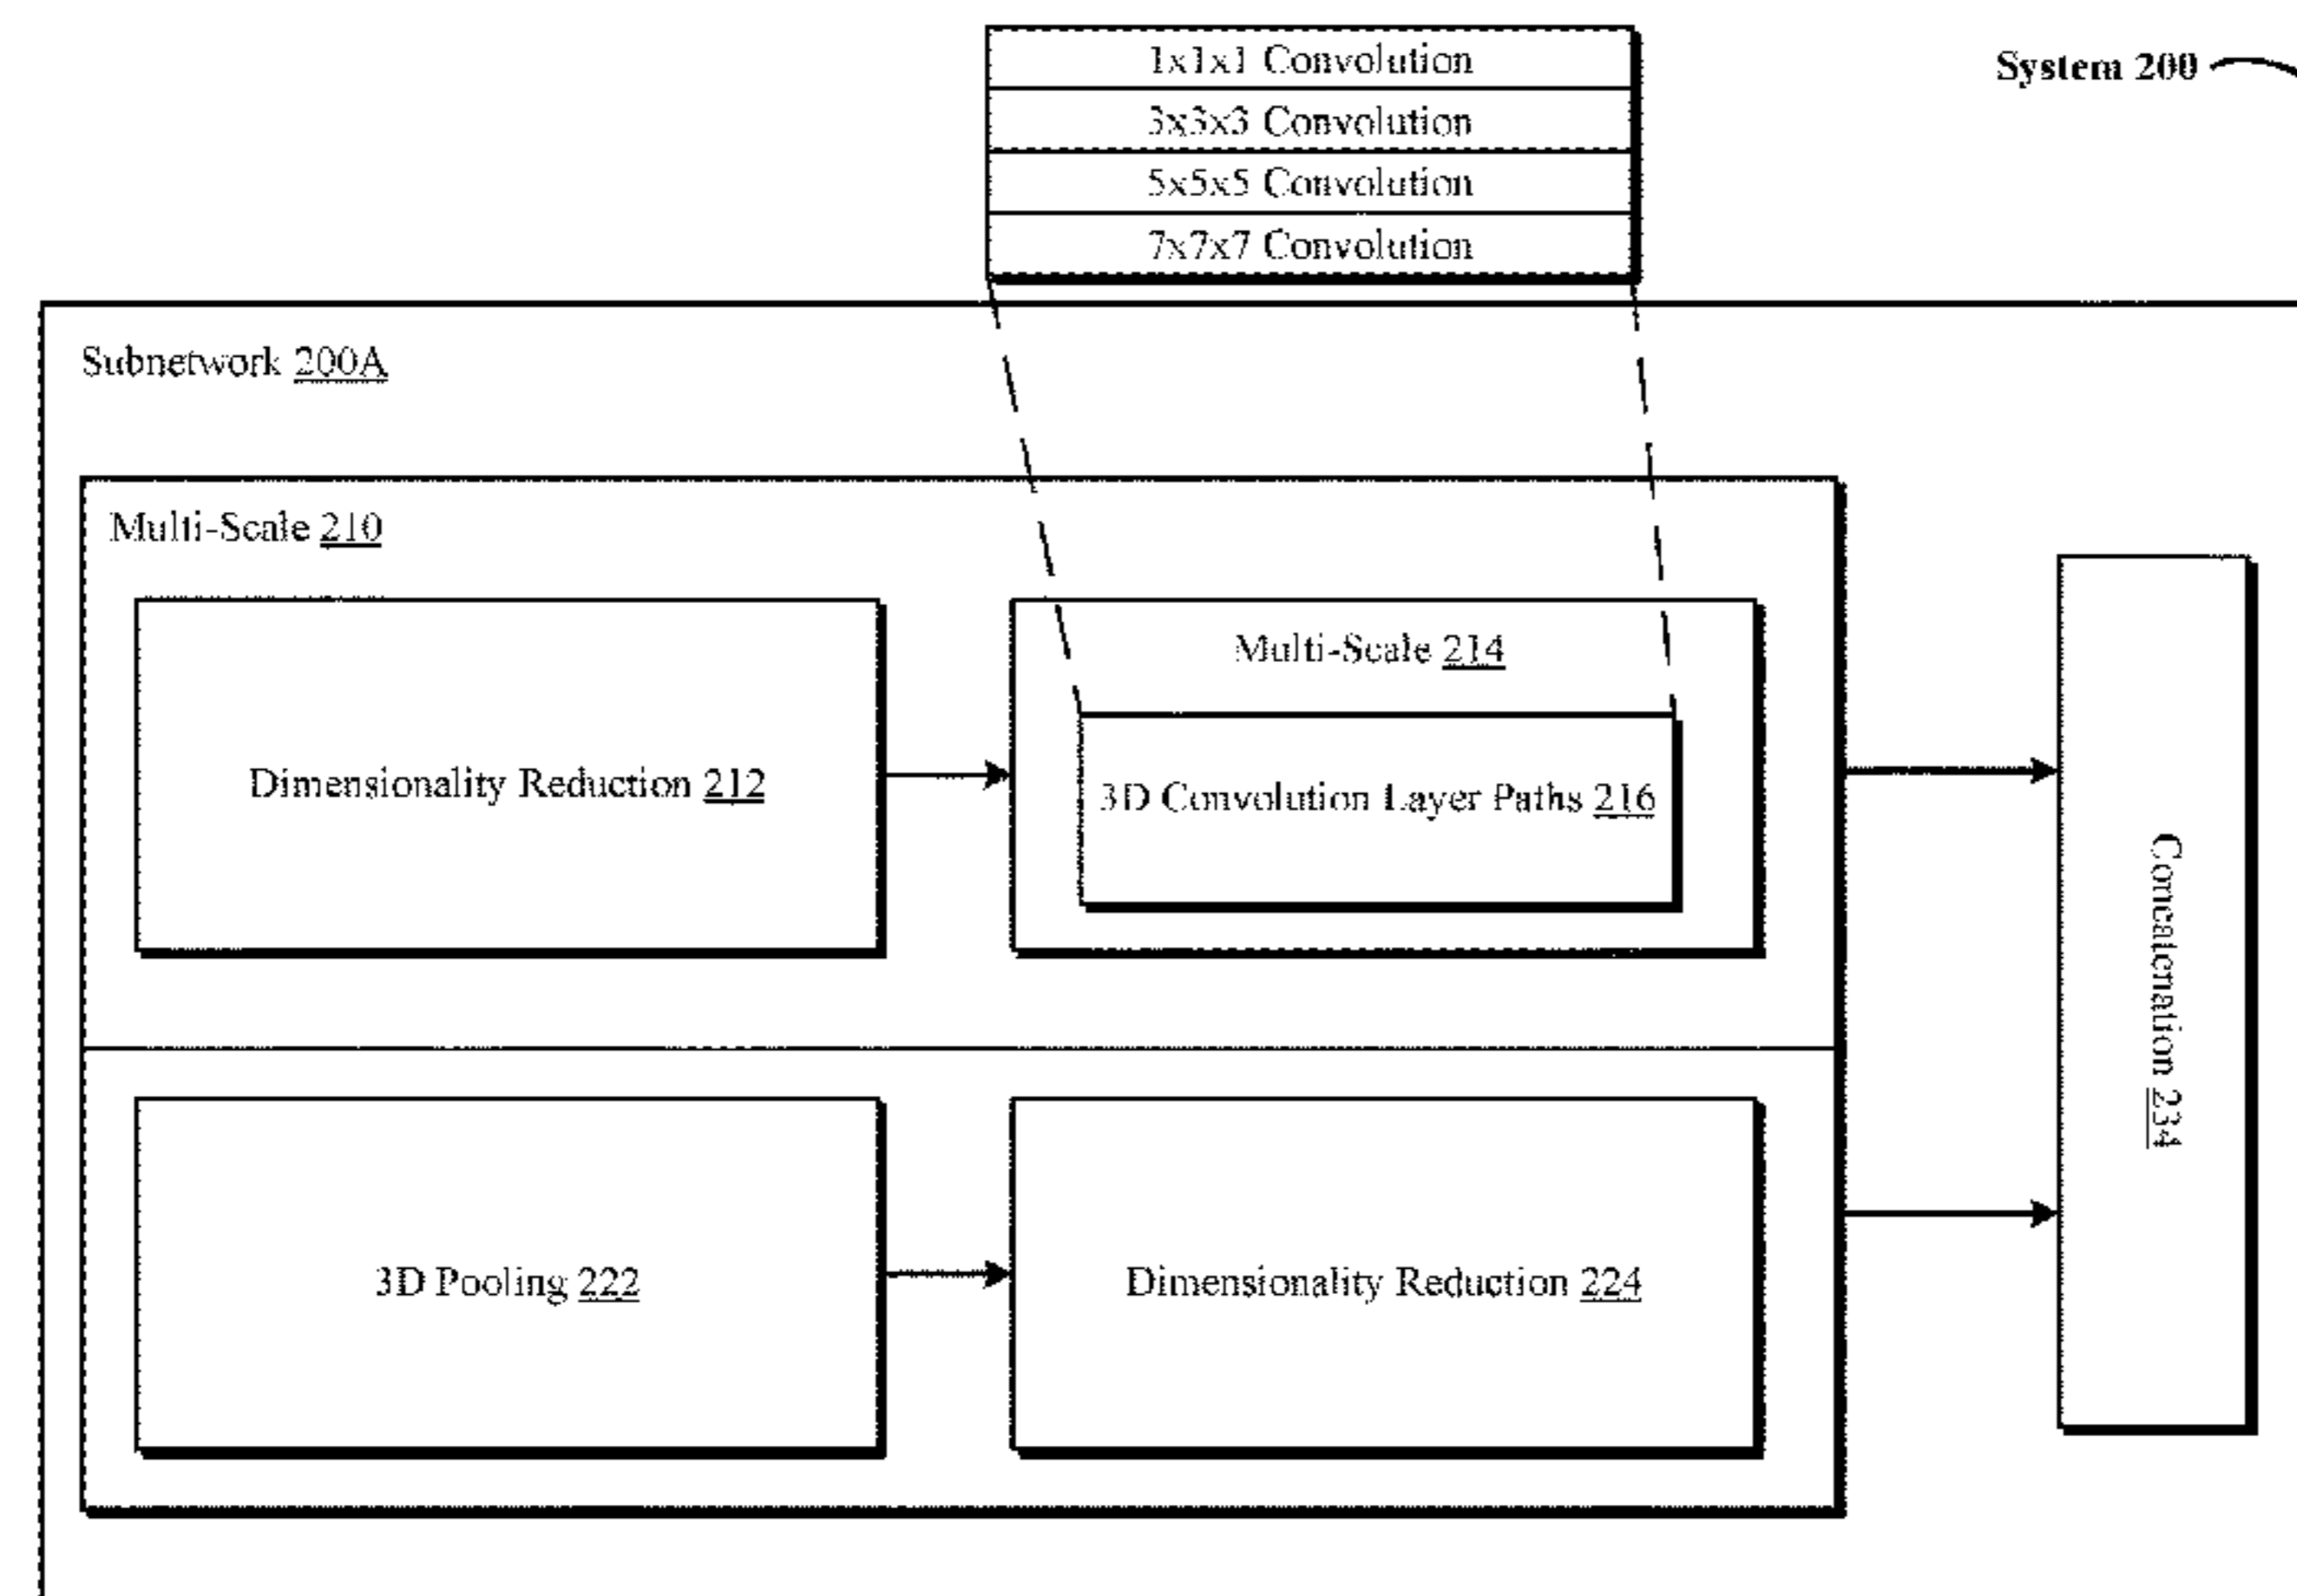 1x1x1 Convolution
System 200
3x3x3 Convolution
5x5x5 Convolution
7x7x7 Convolution
Subnetwork 200A
Multi-Scale 210
Multi-Scale 214
Dimensionality Reduction 212
3D Convolution Layer Paths 216
Concatenation 234
3D Pooling 222
Dimensionality Reduction 224